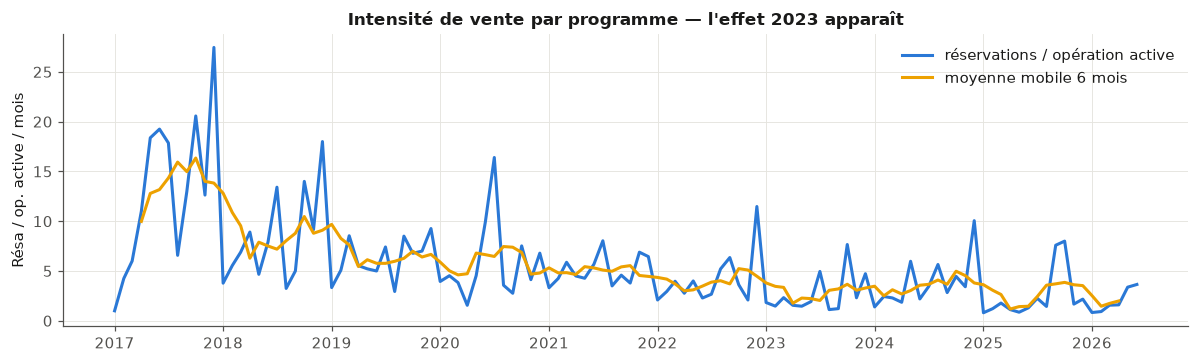 Intensité de vente par programme — l'effet 2023 apparaît
réservations / opération active
moyenne mobile 6 mois
Résa / op. active / mois
25
20
15
10
5
0
2017 2018 2019 2020 2021 2022 2023 2024 2025 2026